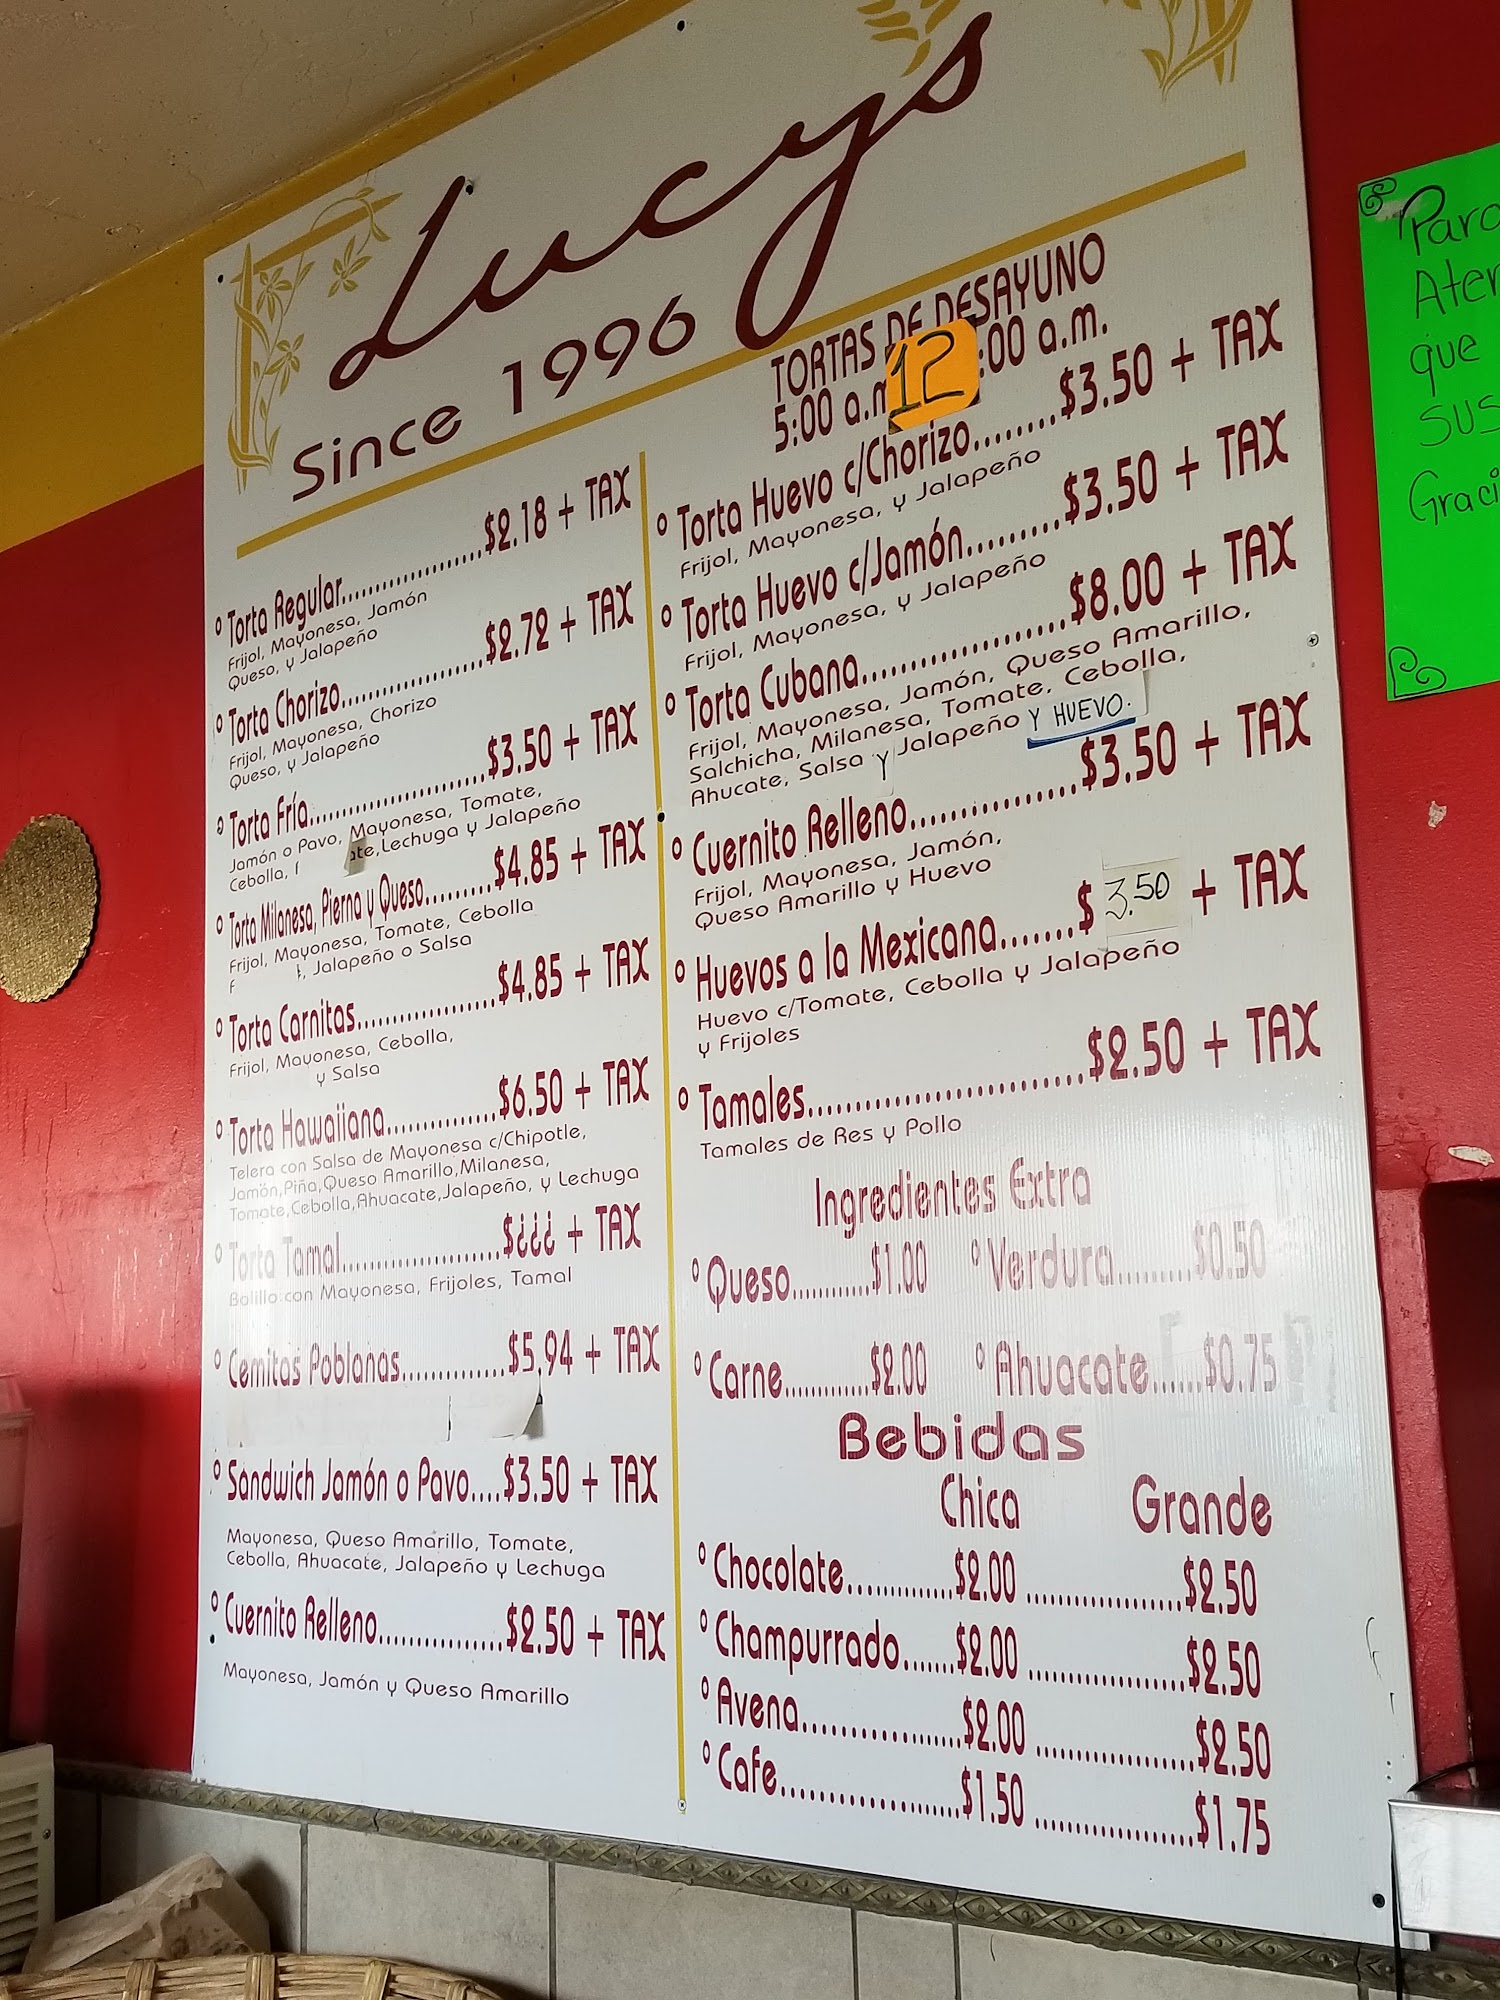 Lucys
Since 1996
° Torta Regular....................$2.18 + TAX
Frijol, Mayonesa, Jamón
Queso, y Jalapeño
° Torta Chorizo....................$2.72 + TAX
Frijol, Mayonesa, Chorizo
Queso, y Jalapeño
° Torta Fría.........................$3.50 + TAX
Jamón o Pavo, Mayonesa, Tomate,
Cebolla, ate,Lechuga y Jalapeño
° Torta Milanesa, Pierna y Queso.........$4.85 + TAX
Frijol, Mayonesa, Tomate, Cebolla
, Jalapeño o Salsa
° Torta Carnitas...................$4.85 + TAX
Frijol, Mayonesa, Cebolla,
y Salsa
° Torta Hawaiiana...............$6.50 + TAX
Telera con Salsa de Mayonesa c/Chipotle,
Jamón,Piña,Queso Amarillo,Milanesa,
Tomate,Cebolla,Ahuacate,Jalapeño, y Lechuga
° Torta Tamal.....................$¿¿¿ + TAX
Bolillo con Mayonesa, Frijoles, Tamal
° Cemitas Poblanas.............$5.94 + TAX
° Sandwich Jamón o Pavo....$3.50 + TAX
Mayonesa, Queso Amarillo, Tomate,
Cebolla, Ahuacate, Jalapeño y Lechuga
° Cuernito Relleno................$2.50 + TAX
Mayonesa, Jamón y Queso Amarillo
TORTAS DE DESAYUNO
5:00 a.m 12 :00 a.m.
° Torta Huevo c/Chorizo........$3.50 + TAX
Frijol, Mayonesa, y Jalapeño
° Torta Huevo c/Jamón.........$3.50 + TAX
Frijol, Mayonesa, y Jalapeño
° Torta Cubana....................$8.00 + TAX
Frijol, Mayonesa, Jamón, Queso Amarillo,
Salchicha, Milanesa, Tomate, Cebolla,
Ahucate, Salsa y Jalapeño Y HUEVO.
° Cuernito Relleno................$3.50 + TAX
Frijol, Mayonesa, Jamón,
Queso Amarillo y Huevo
° Huevos a la Mexicana.......$ 3.50 + TAX
Huevo c/Tomate, Cebolla y Jalapeño
y Frijoles
° Tamales..........................$2.50 + TAX
Tamales de Res y Pollo
Ingredientes Extra
° Queso............$1.00 ° Verdura.........$0.50
° Carne.............$2.00 ° Ahuacate......$0.75
Bebidas
Chica Grande
° Chocolate..............$2.00 ....................$2.50
° Champurrado.......$2.00 ....................$2.50
° Avena.................$2.00 ....................$2.50
° Cafe...................$1.50 ....................$1.75
Para
Aten
que
sus
Graci